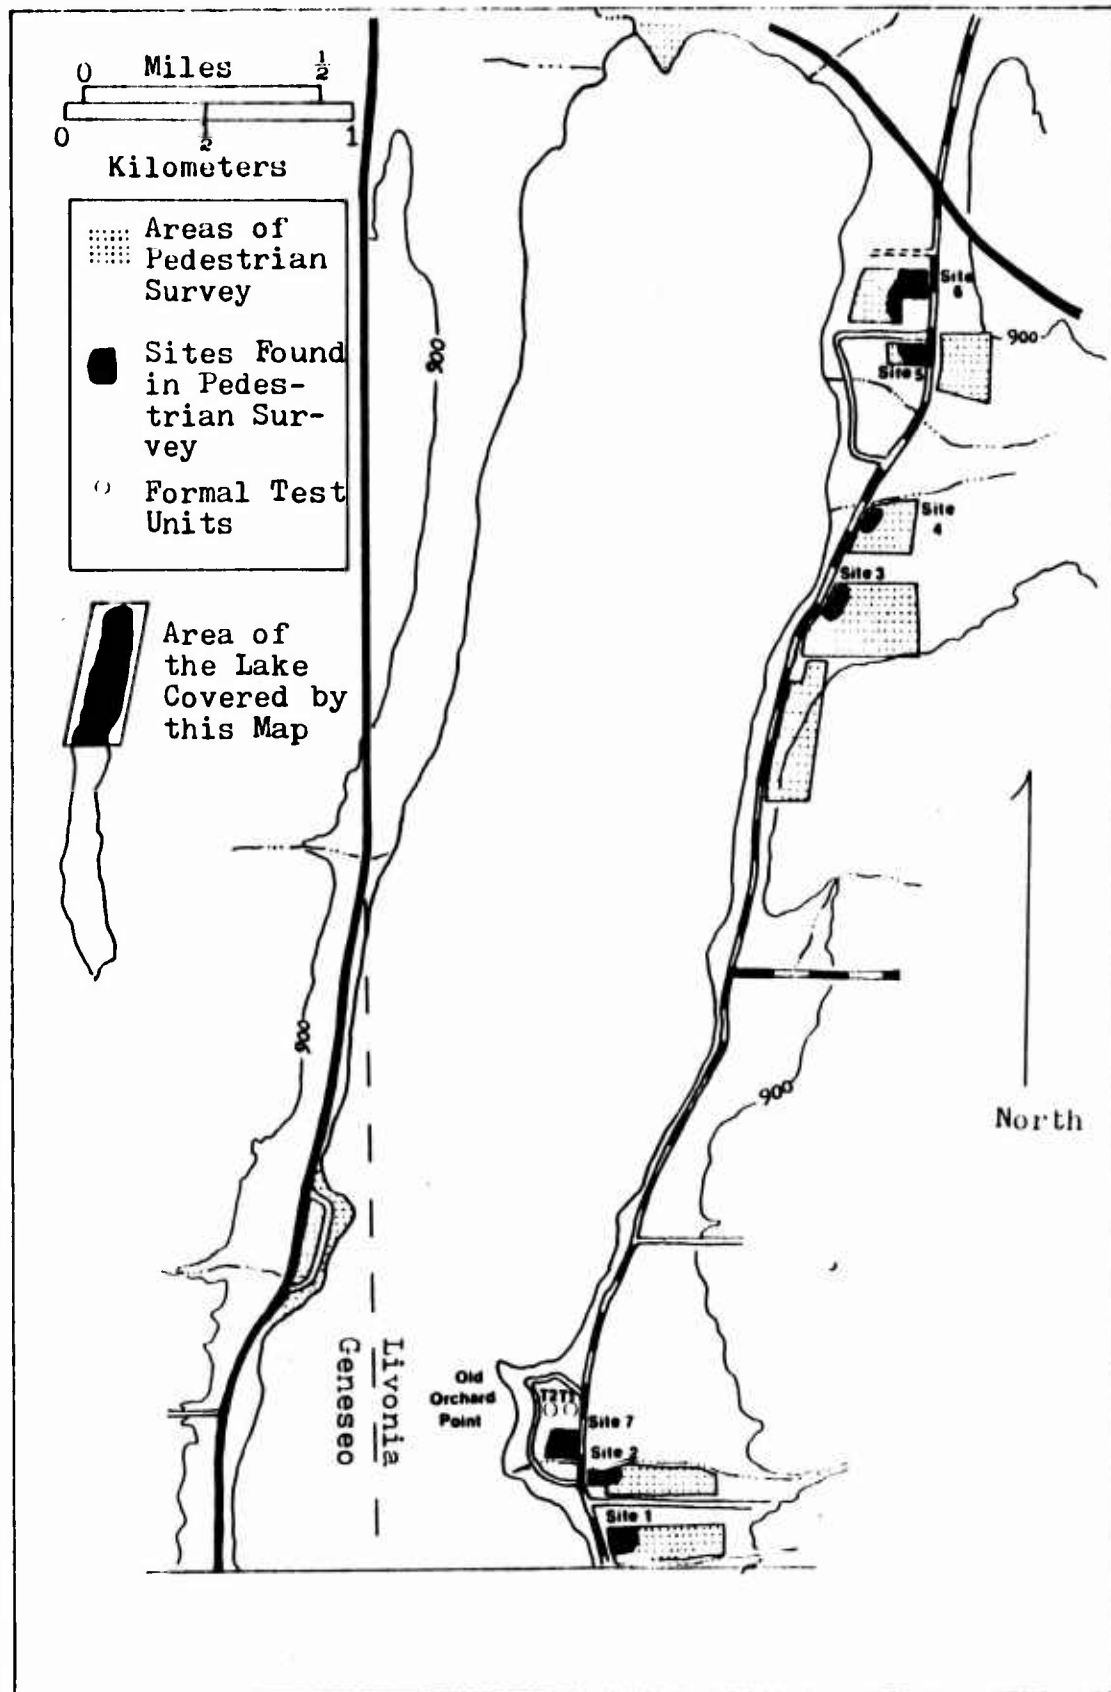 0 Miles ½
0 ½ 1
Kilometers
Areas of
Pedestrian
Survey
Sites Found
in Pedes-
trian Sur-
vey
Formal Test
Units
Area of
the Lake
Covered by
this Map
900
Site
6
900
Site 5
Site
4
Site 3
900
900
North
Livonia
Geneseo
Old
Orchard
Point
T2 T1
Site 7
Site 2
Site 1